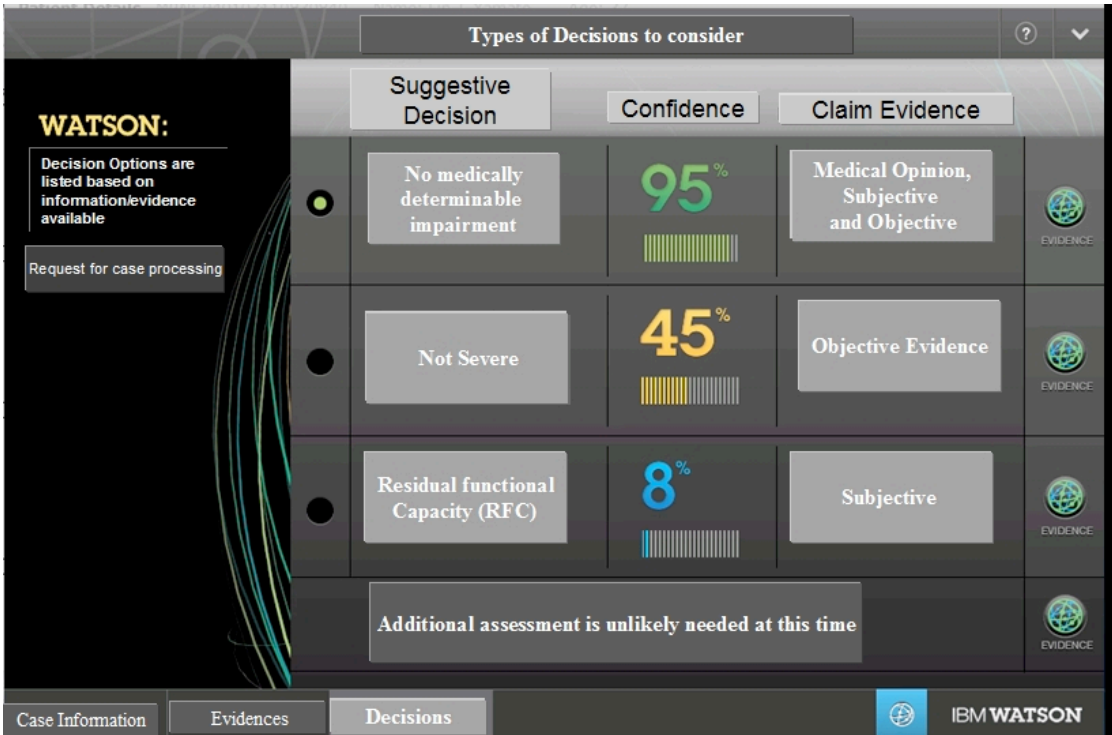 Types of Decisions to consider
?
Suggestive
Decision
Confidence
Claim Evidence
WATSON:
Decision Options are
listed based on
information/evidence
available
Request for case processing
No medically
determinable
impairment
95%
Medical Opinion,
Subjective
and Objective
EVIDENCE
Not Severe
45%
Objective Evidence
EVIDENCE
Residual functional
Capacity (RFC)
8%
Subjective
EVIDENCE
Additional assessment is unlikely needed at this time
EVIDENCE
Case Information
Evidences
Decisions
IBM WATSON